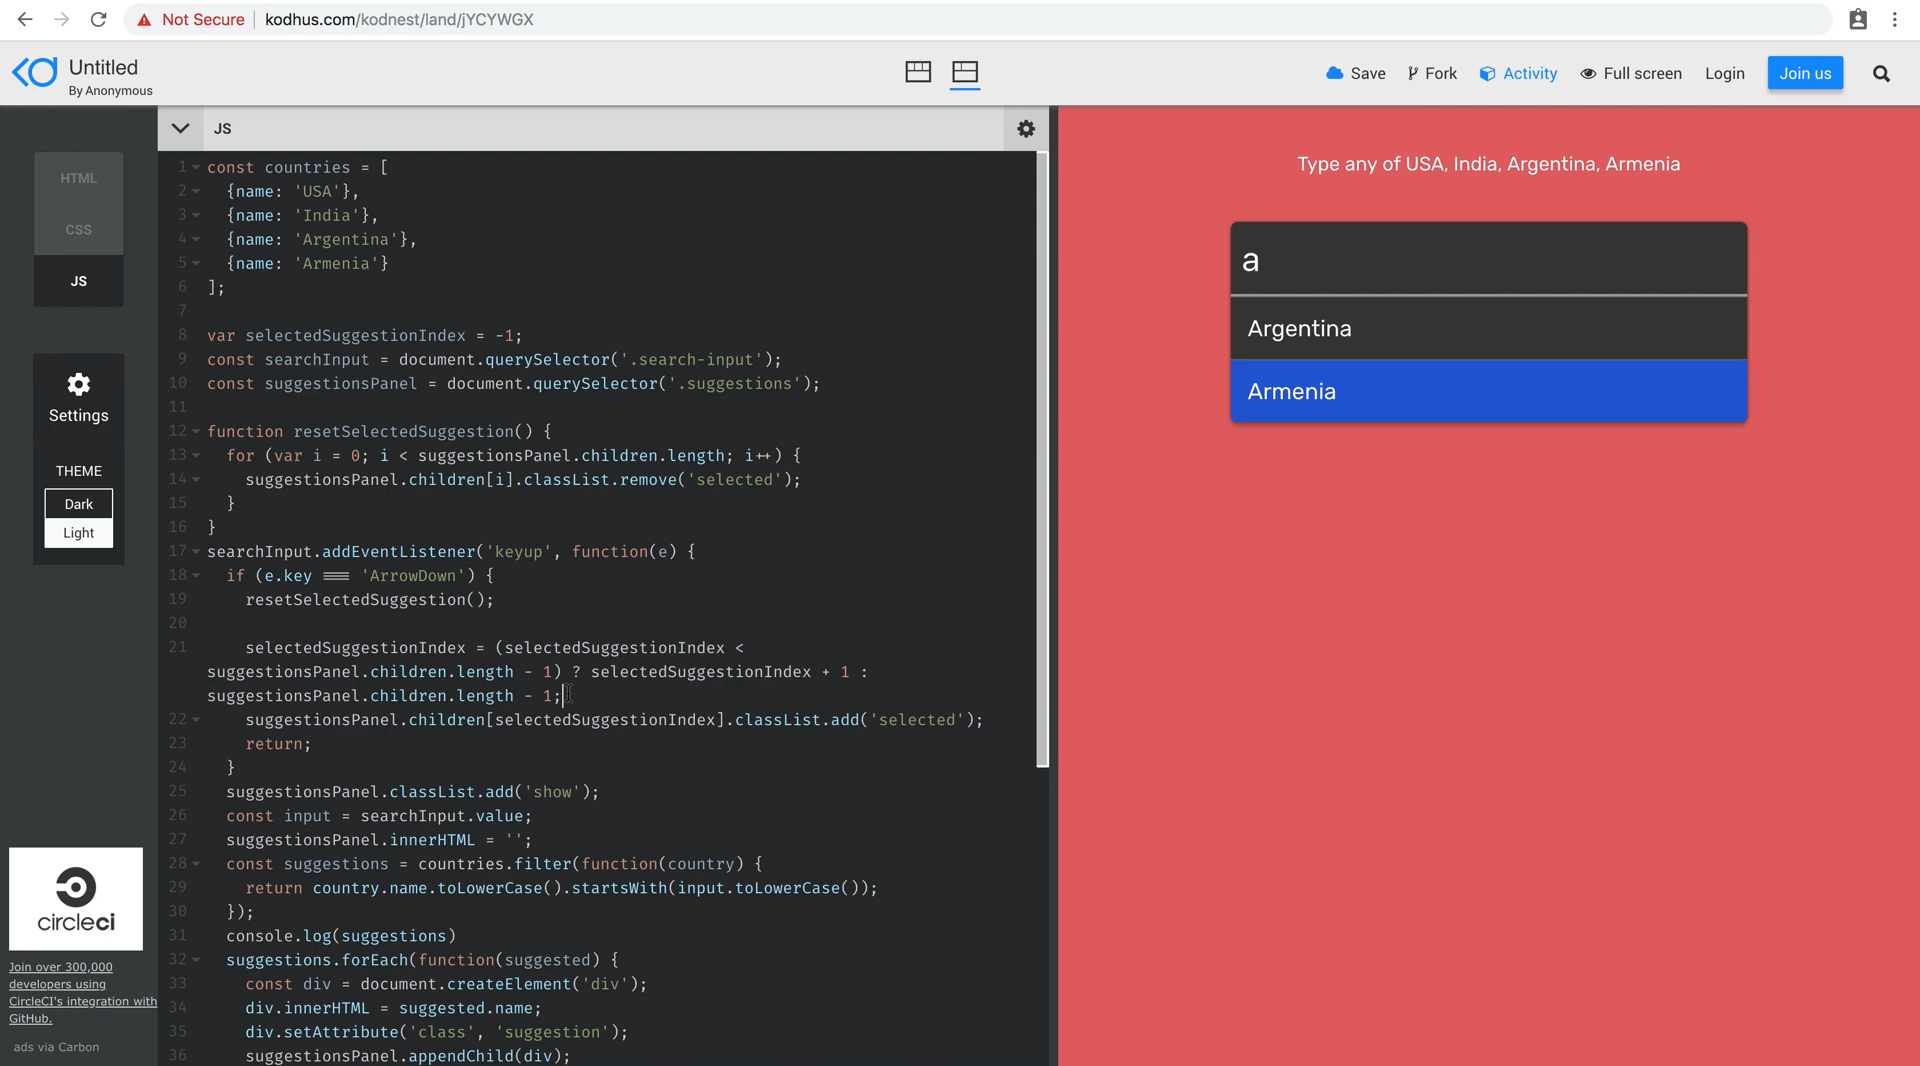 Not Secure kodhus.com/kodnest/land/jYCYWGX
Untitled
By Anonymous
Save Fork Activity Full screen Login Join us
HTML
CSS
JS
Settings
THEME
Dark
Light
circleci
Join over 300,000
developers using
CircleCI's integration with
GitHub.
ads via Carbon
JS
1 const countries = [
2 {name: 'USA'},
3 {name: 'India'},
4 {name: 'Argentina'},
5 {name: 'Armenia'}
6 ];
7
8 var selectedSuggestionIndex = -1;
9 const searchInput = document.querySelector('.search-input');
10 const suggestionsPanel = document.querySelector('.suggestions');
11
12 function resetSelectedSuggestion() {
13 for (var i = 0; i < suggestionsPanel.children.length; i++) {
14 suggestionsPanel.children[i].classList.remove('selected');
15 }
16 }
17 searchInput.addEventListener('keyup', function(e) {
18 if (e.key === 'ArrowDown') {
19 resetSelectedSuggestion();
20
21 selectedSuggestionIndex = (selectedSuggestionIndex <
suggestionsPanel.children.length - 1) ? selectedSuggestionIndex + 1 :
suggestionsPanel.children.length - 1;
22 suggestionsPanel.children[selectedSuggestionIndex].classList.add('selected');
23 return;
24 }
25 suggestionsPanel.classList.add('show');
26 const input = searchInput.value;
27 suggestionsPanel.innerHTML = '';
28 const suggestions = countries.filter(function(country) {
29 return country.name.toLowerCase().startsWith(input.toLowerCase());
30 });
31 console.log(suggestions)
32 suggestions.forEach(function(suggested) {
33 const div = document.createElement('div');
34 div.innerHTML = suggested.name;
35 div.setAttribute('class', 'suggestion');
36 suggestionsPanel.appendChild(div);
Type any of USA, India, Argentina, Armenia
a
Argentina
Armenia